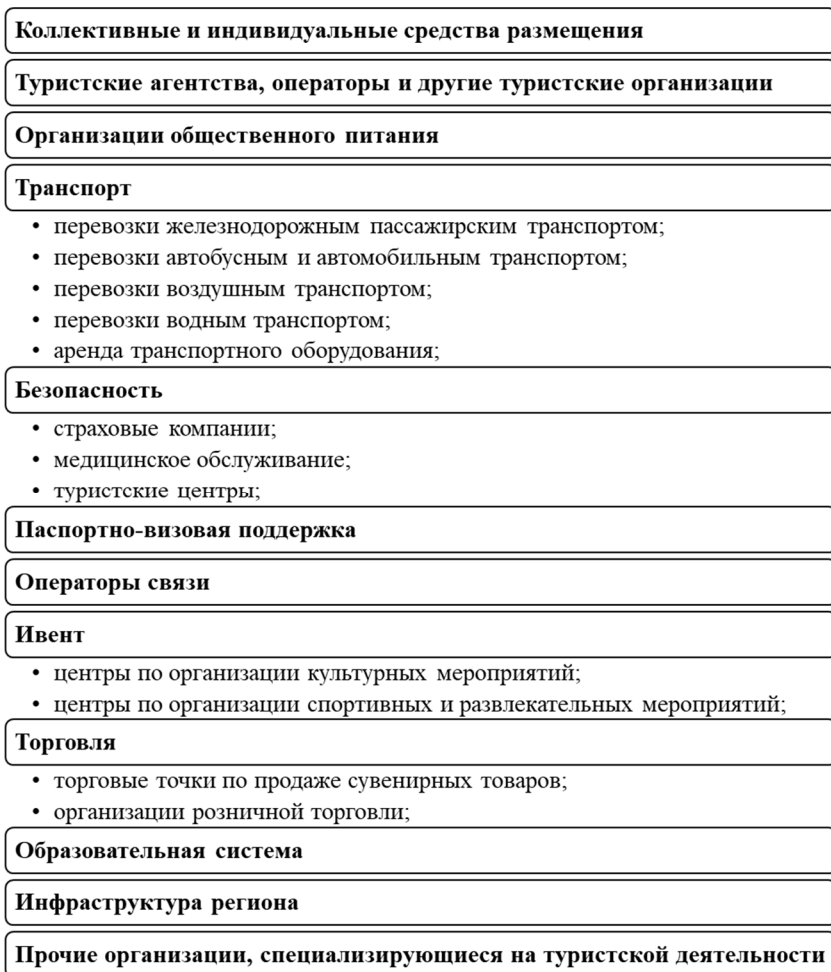 Коллективные и индивидуальные средства размещения
Туристские агентства, операторы и другие туристские организации
Организации общественного питания
Транспорт
• перевозки железнодорожным пассажирским транспортом;
• перевозки автобусным и автомобильным транспортом;
• перевозки воздушным транспортом;
• перевозки водным транспортом;
• аренда транспортного оборудования;
Безопасность
• страховые компании;
• медицинское обслуживание;
• туристские центры;
Паспортно-визовая поддержка
Операторы связи
Ивент
• центры по организации культурных мероприятий;
• центры по организации спортивных и развлекательных мероприятий;
Торговля
• торговые точки по продаже сувенирных товаров;
• организации розничной торговли;
Образовательная система
Инфраструктура региона
Прочие организации, специализирующиеся на туристской деятельности